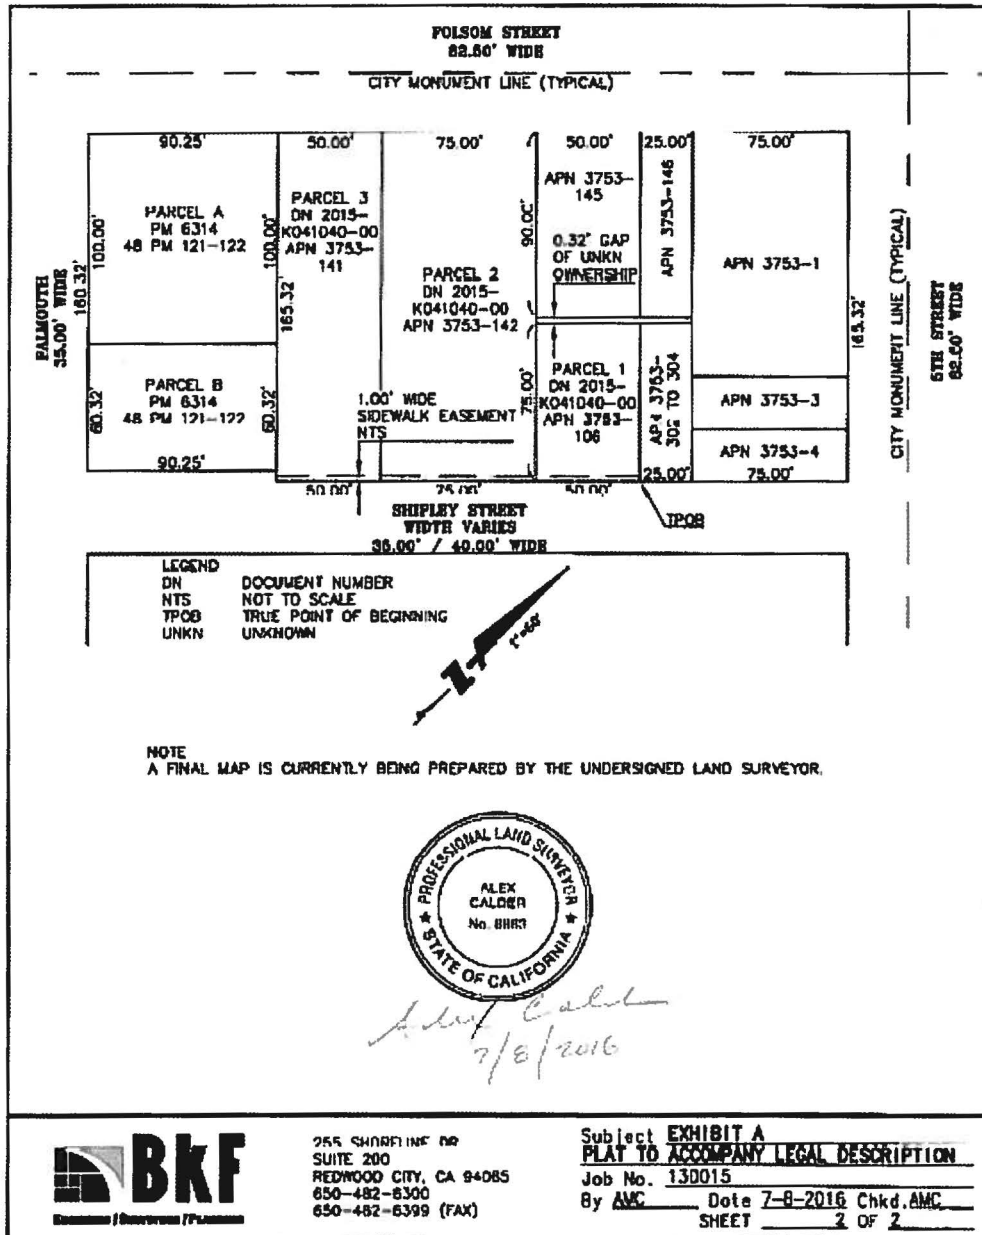 FOLSOM STREET
82.50' WIDE
CITY MONUMENT LINE (TYPICAL)
90.25'
50.00'
75.00'
50.00'
25.00'
75.00'
PARCEL A
PM 6314
48 PM 121-122
100.00'
160.32'
100.00'
165.32'
PALMOUTH
35.00' WIDE
PARCEL 3
DN 2015-
K041040-00
APN 3753-
141
PARCEL 2
DN 2015-
K041040-00
APN 3753-142
90.00'
APN 3753-
145
0.32' GAP
OF UNKN
OWNERSHIP
APN 3753-146
APN 3753-1
165.32'
CITY MONUMENT LINE (TYPICAL)
5TH STREET
82.50' WIDE
PARCEL B
PM 6314
48 PM 121-122
60.32'
60.32'
90.25'
1.00' WIDE
SIDEWALK EASEMENT
NTS
75.00'
PARCEL 1
DN 2015-
K041040-00
APN 3753-
106
APN 3753-
302 TO 304
APN 3753-3
APN 3753-4
50.00'
75.00'
50.00'
25.00'
75.00'
TPOB
SHIPLEY STREET
WIDTH VARIES
35.00' / 40.00' WIDE
LEGEND
DN DOCUMENT NUMBER
NTS NOT TO SCALE
TPOB TRUE POINT OF BEGINNING
UNKN UNKNOWN
Z
1"=60'
NOTE
A FINAL MAP IS CURRENTLY BEING PREPARED BY THE UNDERSIGNED LAND SURVEYOR.
PROFESSIONAL LAND SURVEYOR
ALEX
CALDER
No. 8863
STATE OF CALIFORNIA
Alex Calder
7/8/2016
BKF
ENGINEERS / SURVEYORS / PLANNERS
255 SHORELINE DR
SUITE 200
REDWOOD CITY, CA 94065
650-482-6300
650-482-6399 (FAX)
Subject EXHIBIT A
PLAT TO ACCOMPANY LEGAL DESCRIPTION
Job No. 130015
By AMC Date 7-8-2016 Chkd. AMC
SHEET 2 OF 2